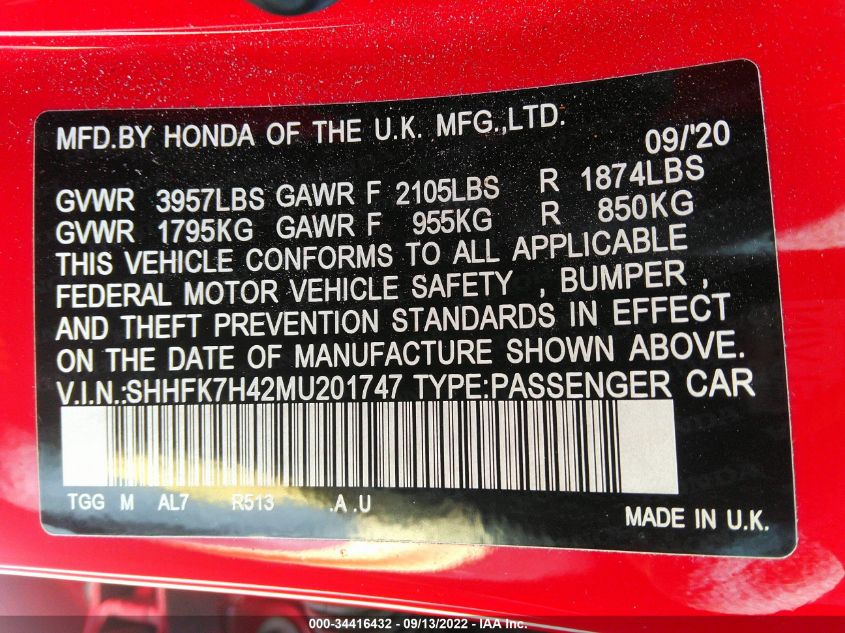 MFD.BY HONDA OF THE U.K. MFG.,LTD. 09/'20
GVWR 3957LBS GAWR F 2105LBS R 1874LBS
GVWR 1795KG GAWR F 955KG R 850KG
THIS VEHICLE CONFORMS TO ALL APPLICABLE
FEDERAL MOTOR VEHICLE SAFETY , BUMPER ,
AND THEFT PREVENTION STANDARDS IN EFFECT
ON THE DATE OF MANUFACTURE SHOWN ABOVE.
V.I.N.:SHHFK7H42MU201747 TYPE:PASSENGER CAR
TGG M AL7 R513 .A .U
MADE IN U.K.
000-34416432 - 09/13/2022 - IAA Inc.